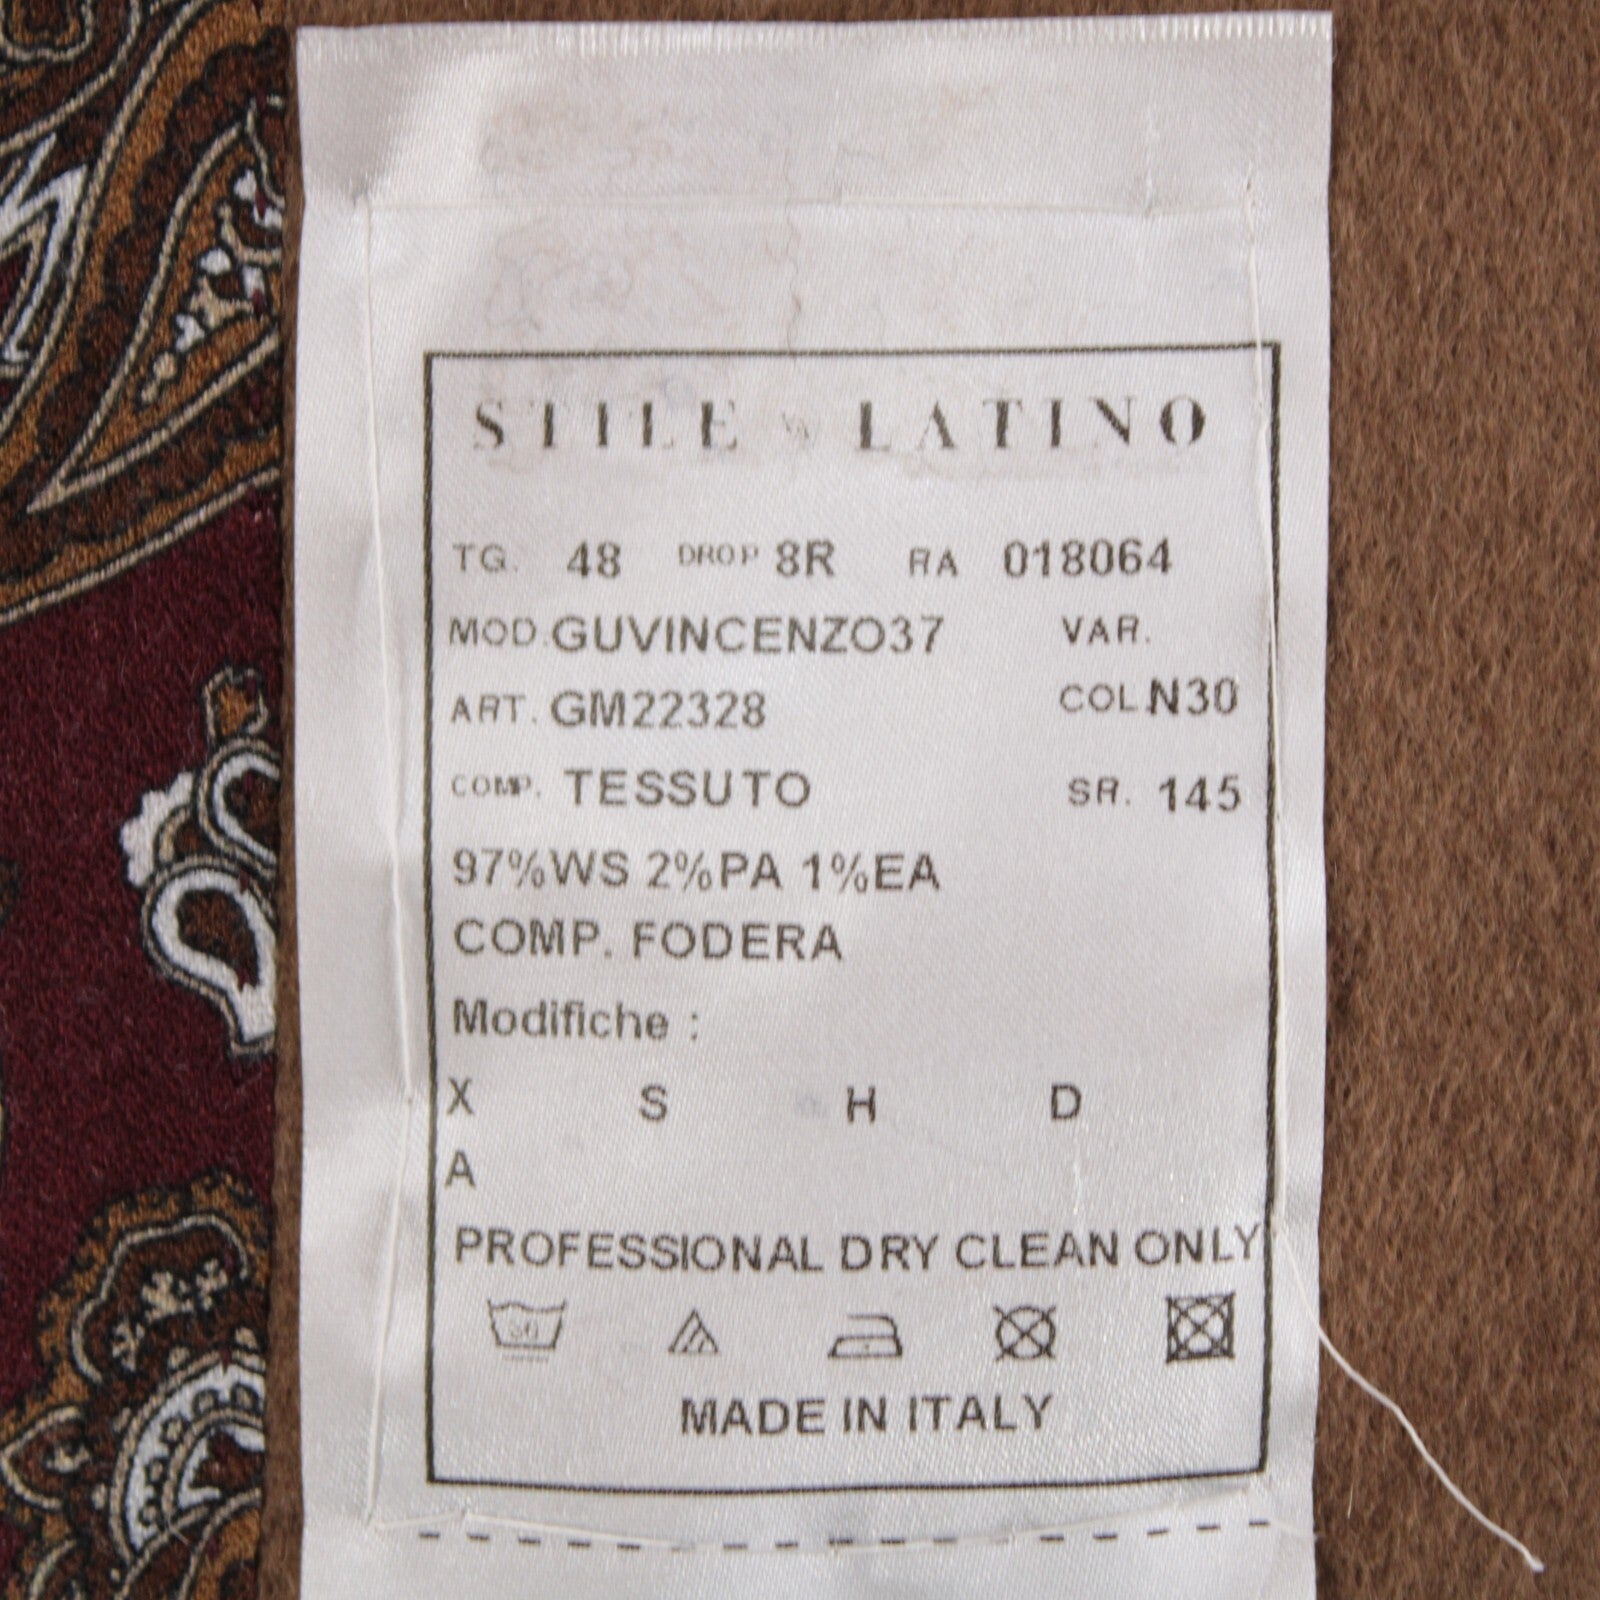 STILE LATINO
TG. 48 DROP 8R RA 018064
MOD. GUVINCENZO37 VAR.
ART. GM22328 COL. N30
COMP. TESSUTO SR. 145
97%WS 2%PA 1%EA
COMP. FODERA
Modifiche :
X S H D
A
PROFESSIONAL DRY CLEAN ONLY
30
MADE IN ITALY